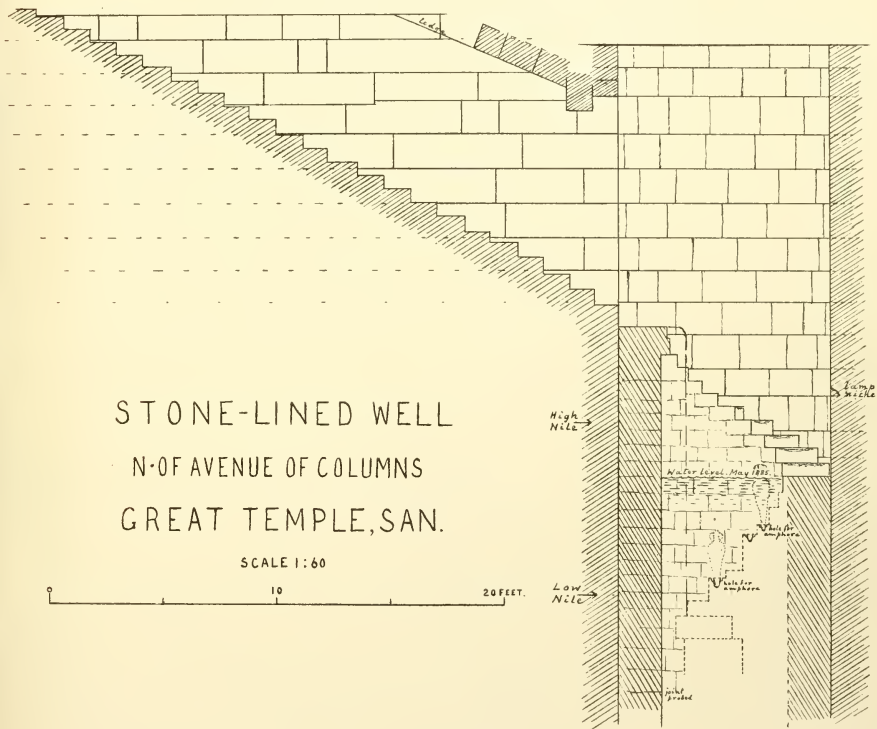 ledge
STONE-LINED WELL
N·OF AVENUE OF COLUMNS
GREAT TEMPLE, SAN.
SCALE 1:60
0 10 20 FEET.
High
Nile
lamp
niche
Water level. May 1885.
hole for
amphora
hole for
amphora
Low
Nile
joint
probed